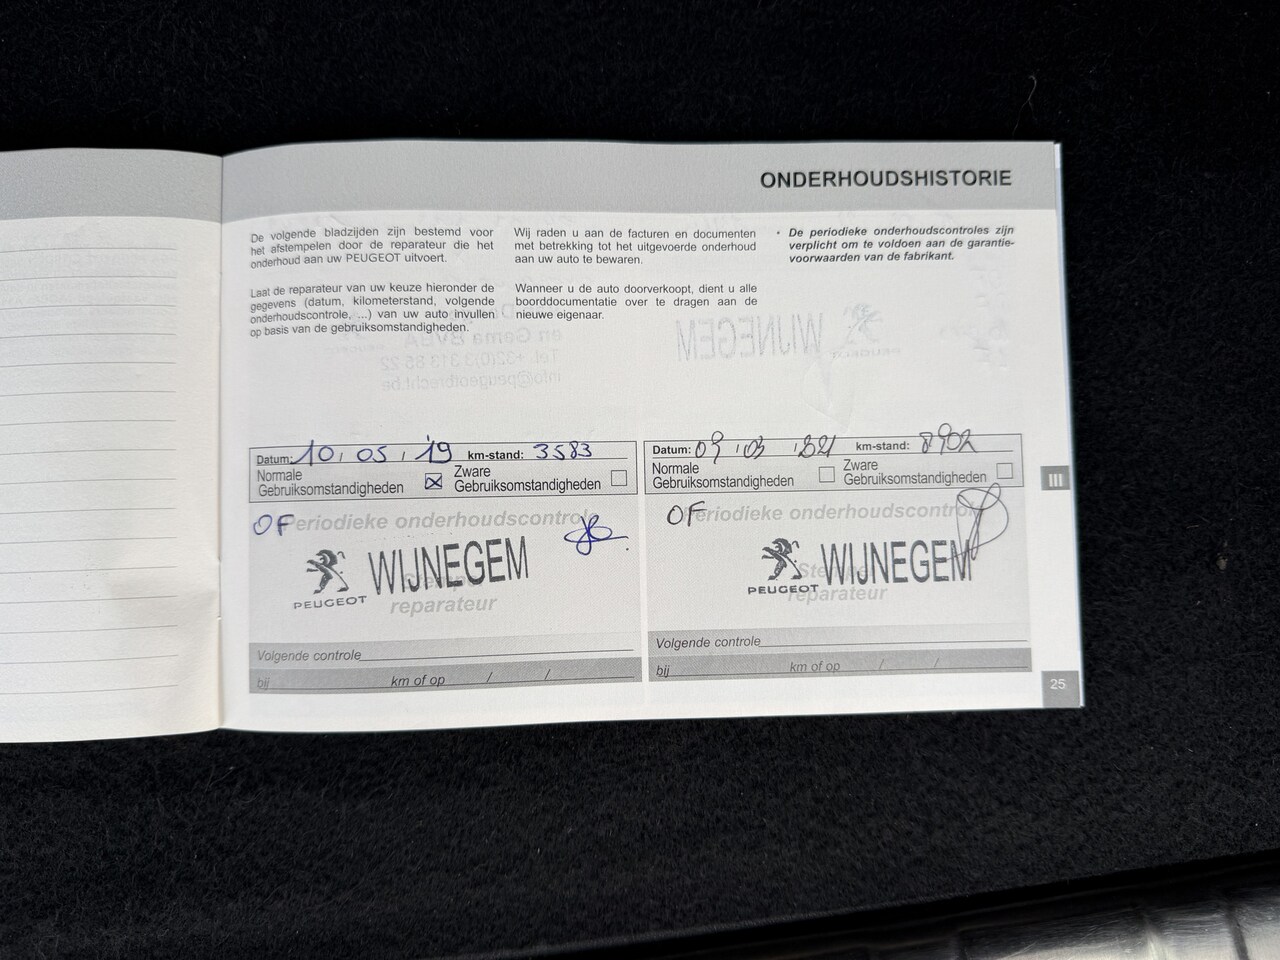 ONDERHOUDSHISTORIE
De volgende bladzijden zijn bestemd voor
het afstempelen door de reparateur die het
onderhoud aan uw PEUGEOT uitvoert.
Laat de reparateur van uw keuze hieronder de
gegevens (datum, kilometerstand, volgende
onderhoudscontrole, ...) van uw auto invullen
op basis van de gebruiksomstandigheden.
Wij raden u aan de facturen en documenten
met betrekking tot het uitgevoerde onderhoud
aan uw auto te bewaren.
Wanneer u de auto doorverkoopt, dient u alle
boorddocumentatie over te dragen aan de
nieuwe eigenaar.
• De periodieke onderhoudscontroles zijn
verplicht om te voldoen aan de garantie-
voorwaarden van de fabrikant.
Datum: 10 / 05 / '19 km-stand: 3583
Normale
Gebruiksomstandigheden
Zware
Gebruiksomstandigheden
OF Periodieke onderhoudscontrole
WIJNEGEM
PEUGEOT
reparateur
Volgende controle
bij km of op / /
Datum: 09 / 03 / km-stand: 8902
Normale
Gebruiksomstandigheden
Zware
Gebruiksomstandigheden
OF Periodieke onderhoudscontrole
WIJNEGEM
PEUGEOT
reparateur
Volgende controle
bij km of op / /
III
25